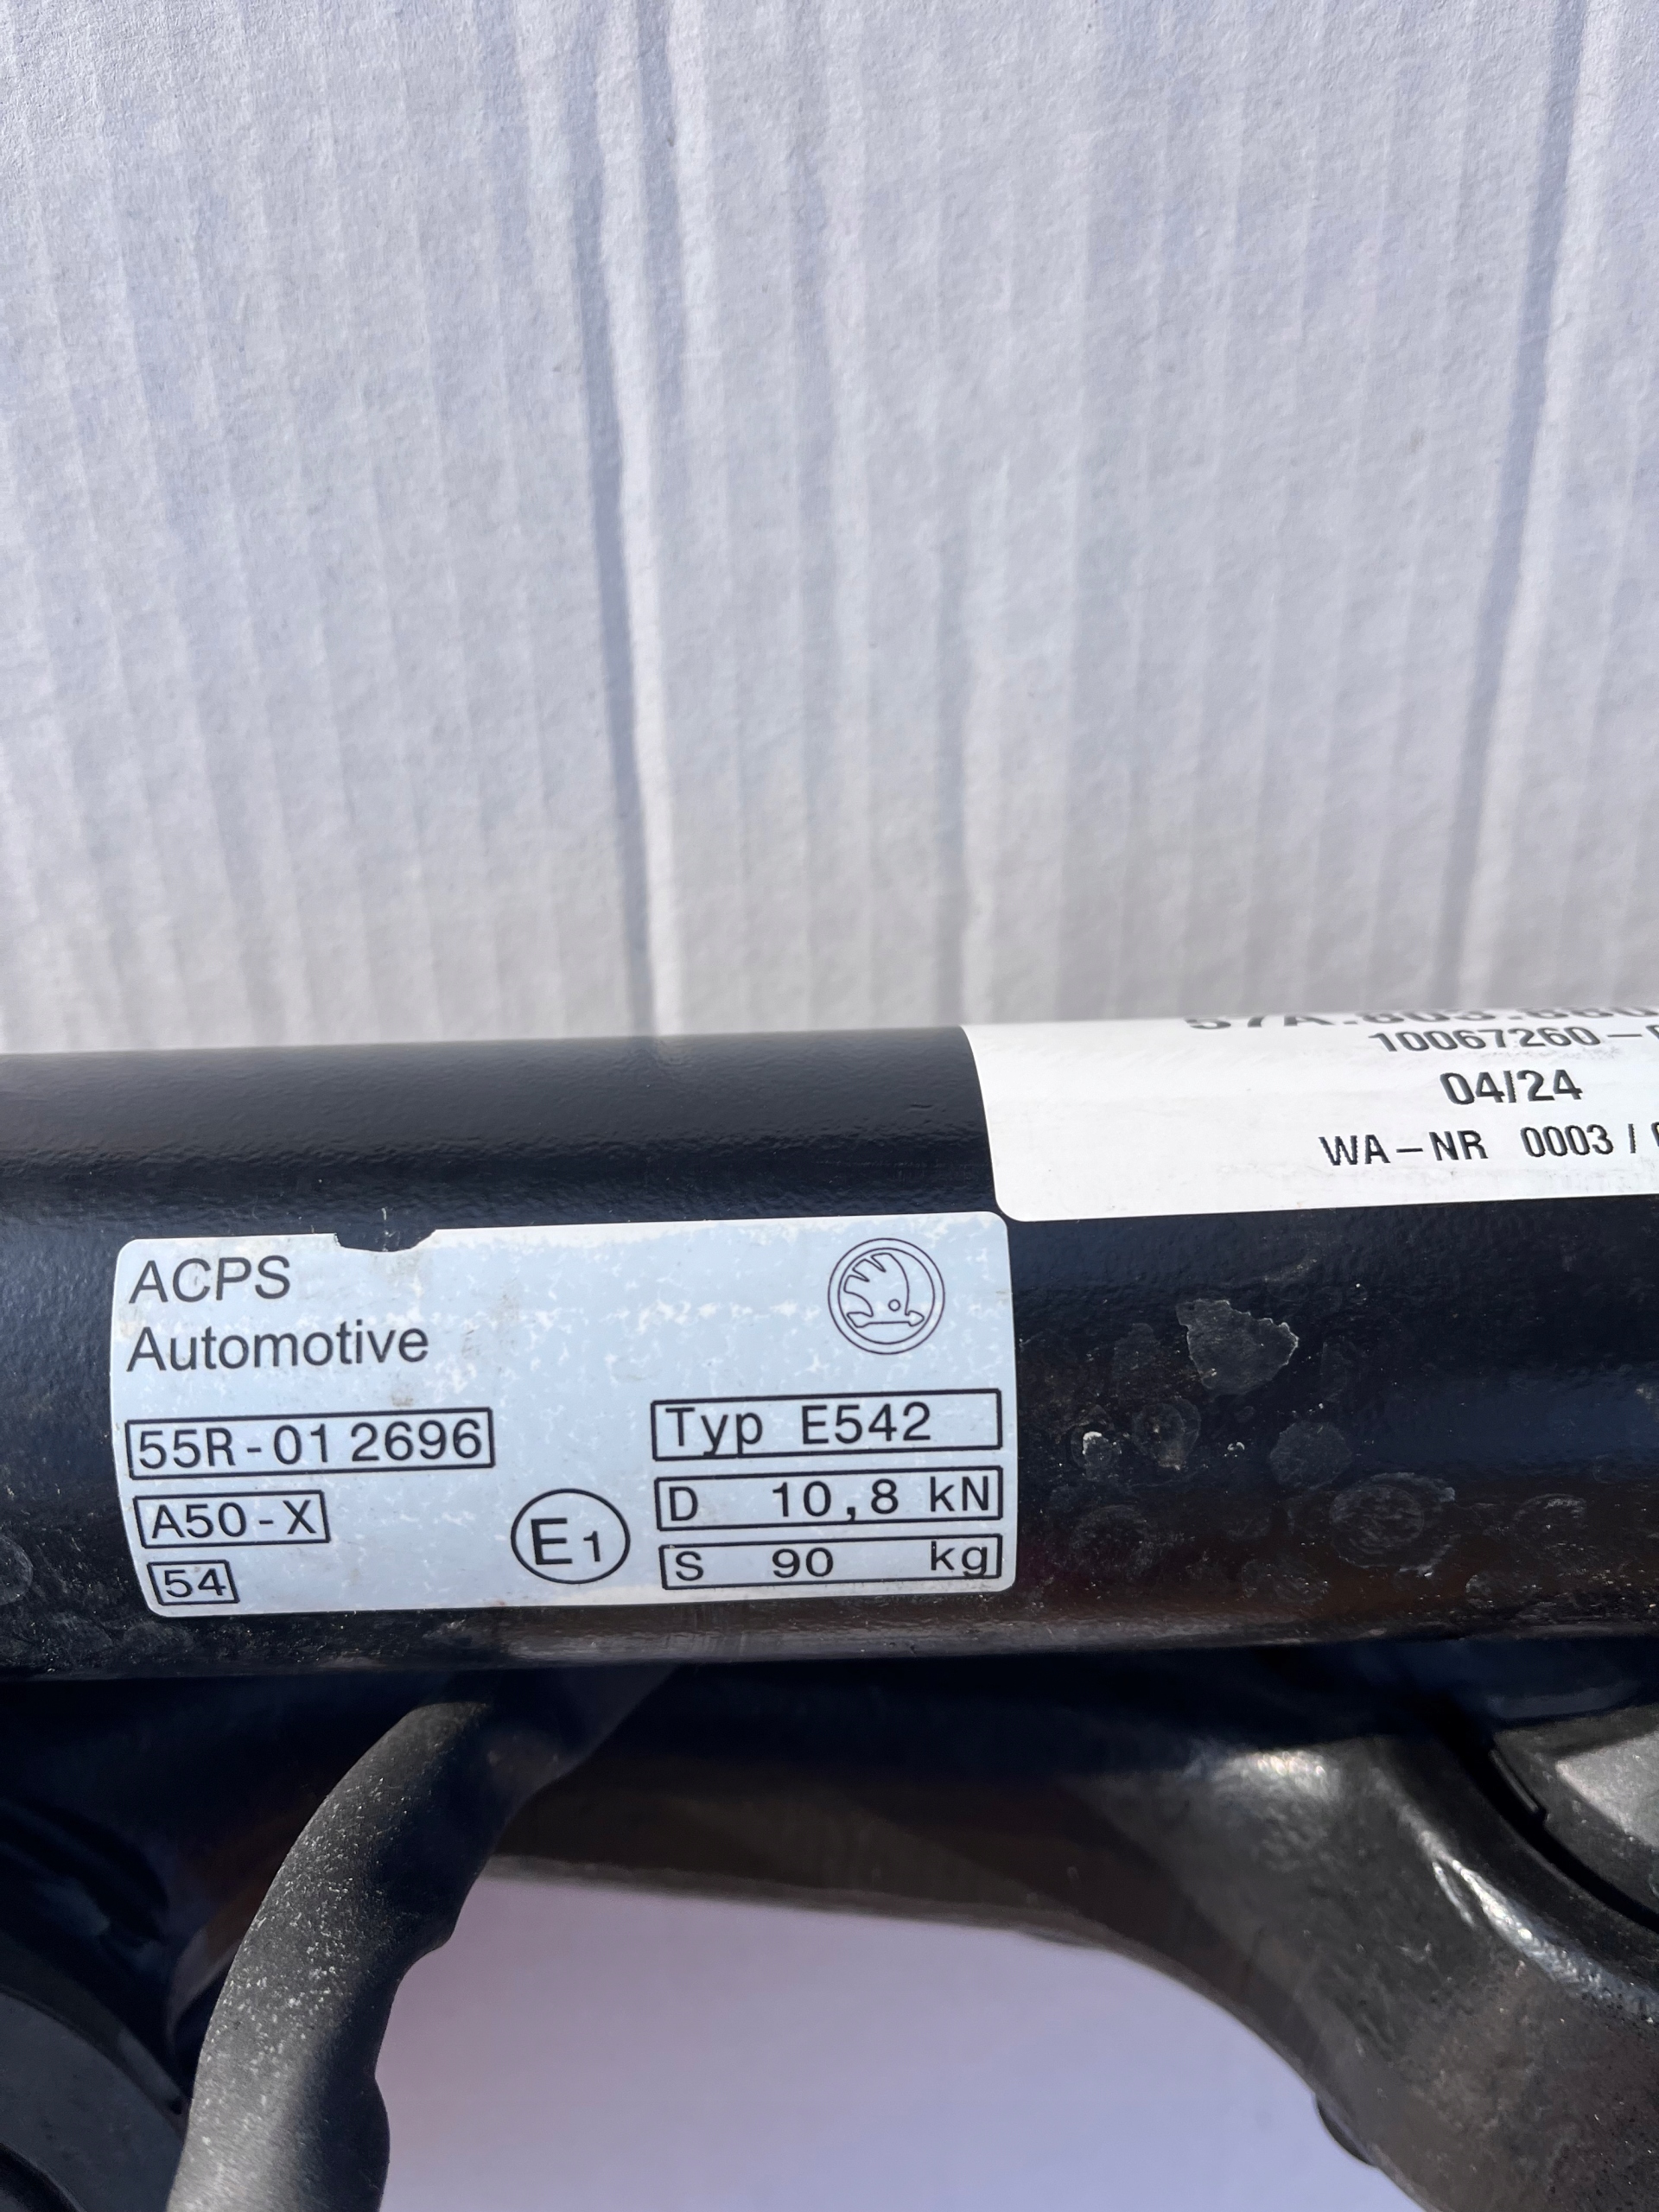 10067260-
04/24
WA-NR 0003 /
ACPS
Automotive
55R-01 2696
A50-X
54
E1
Typ E542
D 10,8 kN
S 90 kg